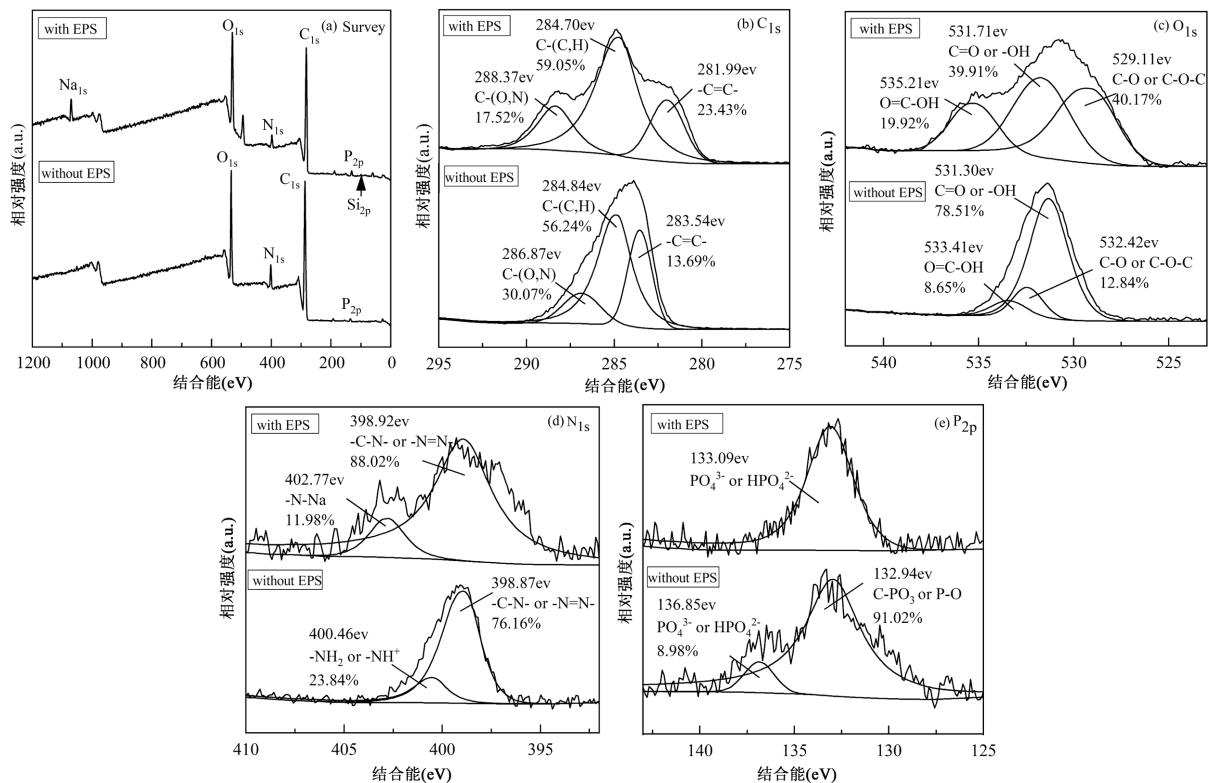 (a) Survey
with EPS
O1s
C1s
Na1s
N1s
P2p
Si2p
without EPS
O1s
C1s
N1s
P2p
相对强度(a.u.)
1200 1000 800 600 400 200 0
结合能(eV)
(b) C1s
with EPS
284.70ev
C-(C,H)
59.05%
288.37ev
C-(O,N)
17.52%
281.99ev
-C=C-
23.43%
without EPS
284.84ev
C-(C,H)
56.24%
283.54ev
-C=C-
13.69%
286.87ev
C-(O,N)
30.07%
相对强度(a.u.)
295 290 285 280 275
结合能(eV)
(c) O1s
with EPS
531.71ev
C=O or -OH
39.91%
529.11ev
C-O or C-O-C
40.17%
535.21ev
O=C-OH
19.92%
without EPS
531.30ev
C=O or -OH
78.51%
533.41ev
O=C-OH
8.65%
532.42ev
C-O or C-O-C
12.84%
相对强度(a.u.)
540 535 530 525
结合能(eV)
(d) N1s
with EPS
398.92ev
-C-N- or -N=N-
88.02%
402.77ev
-N-Na
11.98%
without EPS
398.87ev
-C-N- or -N=N-
76.16%
400.46ev
-NH2 or -NH+
23.84%
相对强度(a.u.)
410 405 400 395
结合能(eV)
(e) P2p
with EPS
133.09ev
PO4 3- or HPO4 2-
without EPS
132.94ev
C-PO3 or P-O
91.02%
136.85ev
PO4 3- or HPO4 2-
8.98%
相对强度(a.u.)
140 135 130 125
结合能(eV)